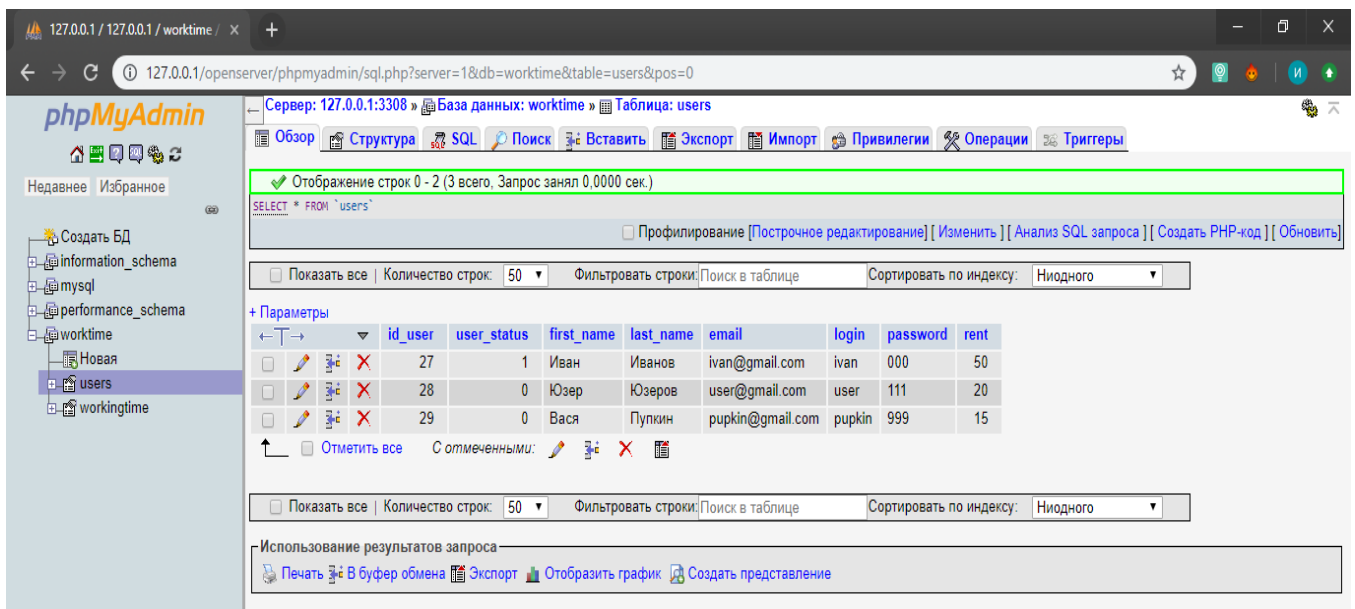 127.0.0.1 / 127.0.0.1 / worktime /
127.0.0.1/openserver/phpmyadmin/sql.php?server=1&db=worktime&table=users&pos=0
И
phpMyAdmin
Недавнее Избранное
Создать БД
information_schema
mysql
performance_schema
worktime
Новая
users
workingtime
Сервер: 127.0.0.1:3308 » База данных: worktime » Таблица: users
Обзор Структура SQL Поиск Вставить Экспорт Импорт Привилегии Операции Триггеры
Отображение строк 0 - 2 (3 всего, Запрос занял 0,0000 сек.)
SELECT * FROM `users`
Профилирование [Построчное редактирование] [ Изменить ] [ Анализ SQL запроса ] [ Создать PHP-код ] [ Обновить]
Показать все | Количество строк: 50 Фильтровать строки: Поиск в таблице Сортировать по индексу: Ниодного
+ Параметры
id_user user_status first_name last_name email login password rent
27 1 Иван Иванов ivan@gmail.com ivan 000 50
28 0 Юзер Юзеров user@gmail.com user 111 20
29 0 Вася Пупкин pupkin@gmail.com pupkin 999 15
Отметить все С отмеченными:
Показать все | Количество строк: 50 Фильтровать строки: Поиск в таблице Сортировать по индексу: Ниодного
Использование результатов запроса
Печать В буфер обмена Экспорт Отобразить график Создать представление